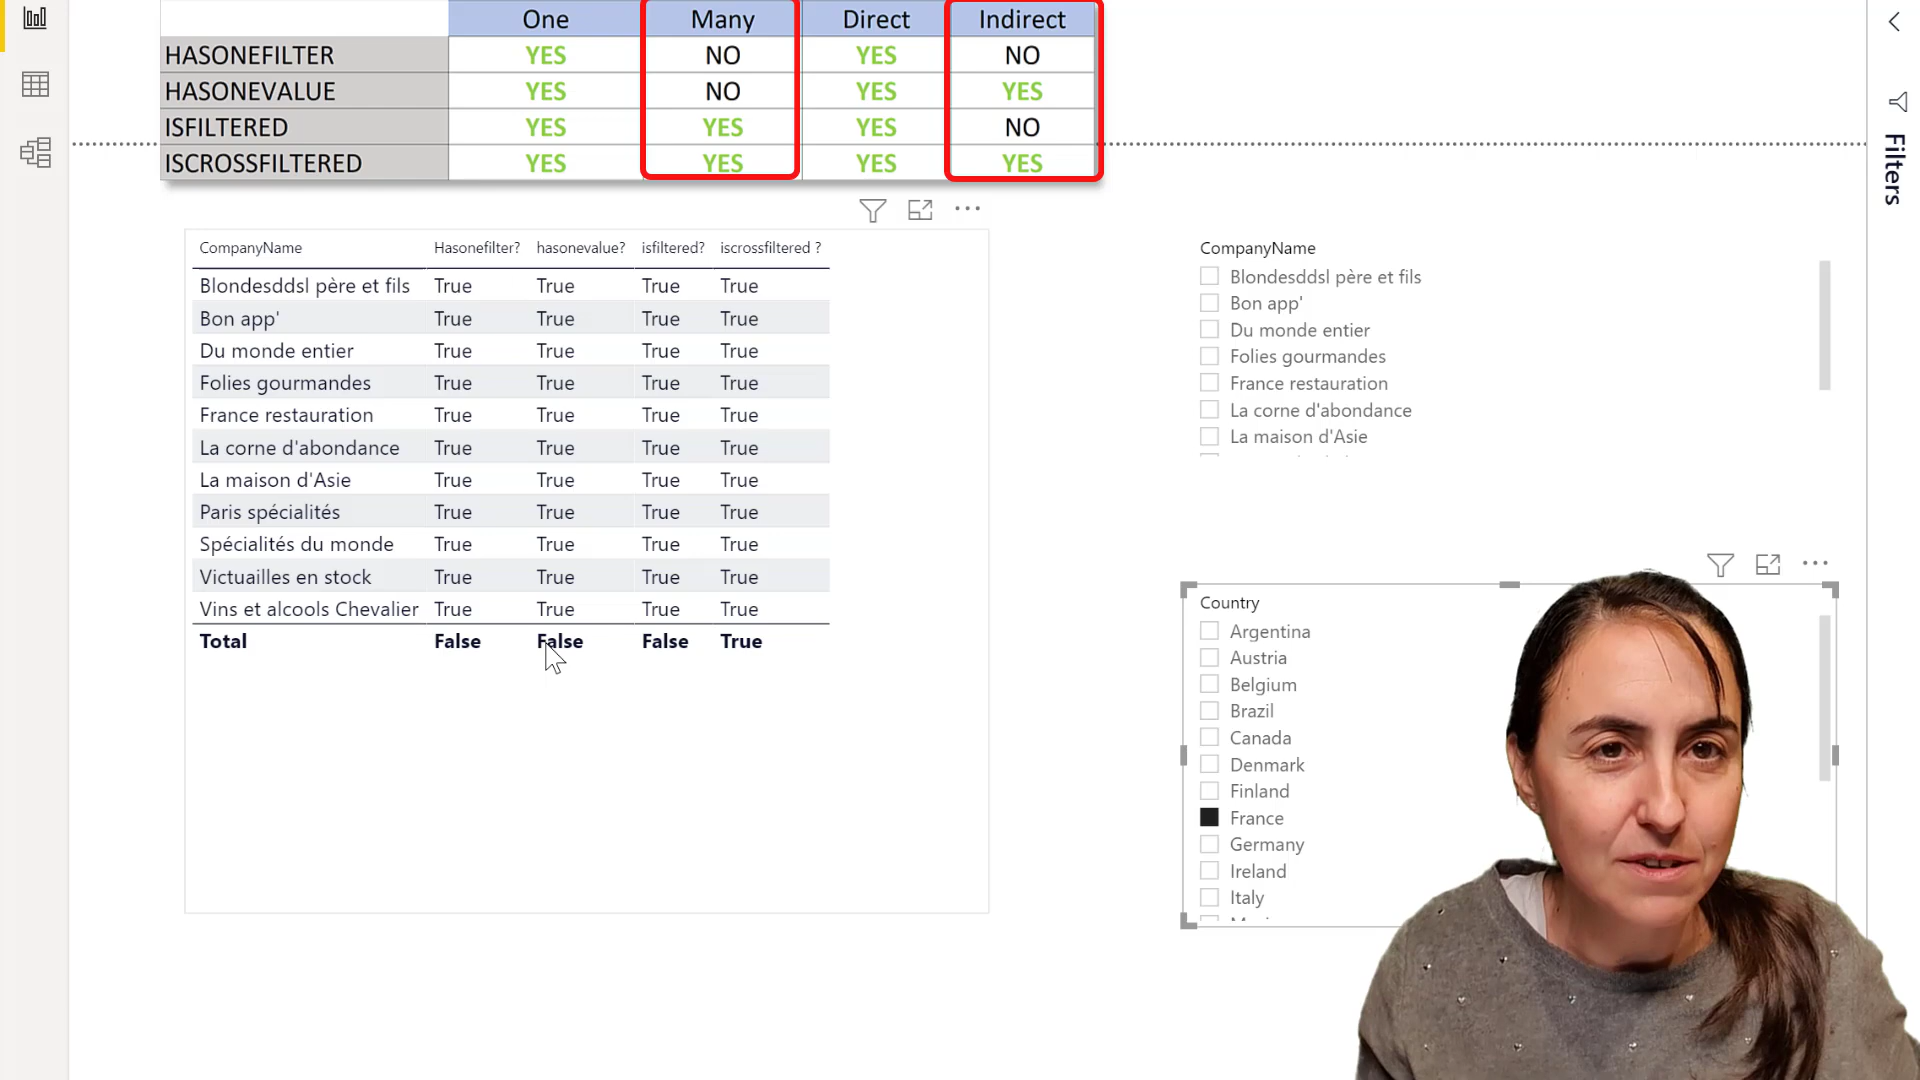 One Many Direct Indirect
HASONEFILTER YES NO YES NO
HASONEVALUE YES NO YES YES
ISFILTERED YES YES YES NO
ISCROSSFILTERED YES YES YES YES
Filters
CompanyName Hasonefilter? hasonevalue? isfiltered? iscrossfiltered ?
Blondesddsl père et fils True True True True
Bon app' True True True True
Du monde entier True True True True
Folies gourmandes True True True True
France restauration True True True True
La corne d'abondance True True True True
La maison d'Asie True True True True
Paris spécialités True True True True
Spécialités du monde True True True True
Victuailles en stock True True True True
Vins et alcools Chevalier True True True True
Total False False False True
CompanyName
Blondesddsl père et fils
Bon app'
Du monde entier
Folies gourmandes
France restauration
La corne d'abondance
La maison d'Asie
Country
Argentina
Austria
Belgium
Brazil
Canada
Denmark
Finland
France
Germany
Ireland
Italy